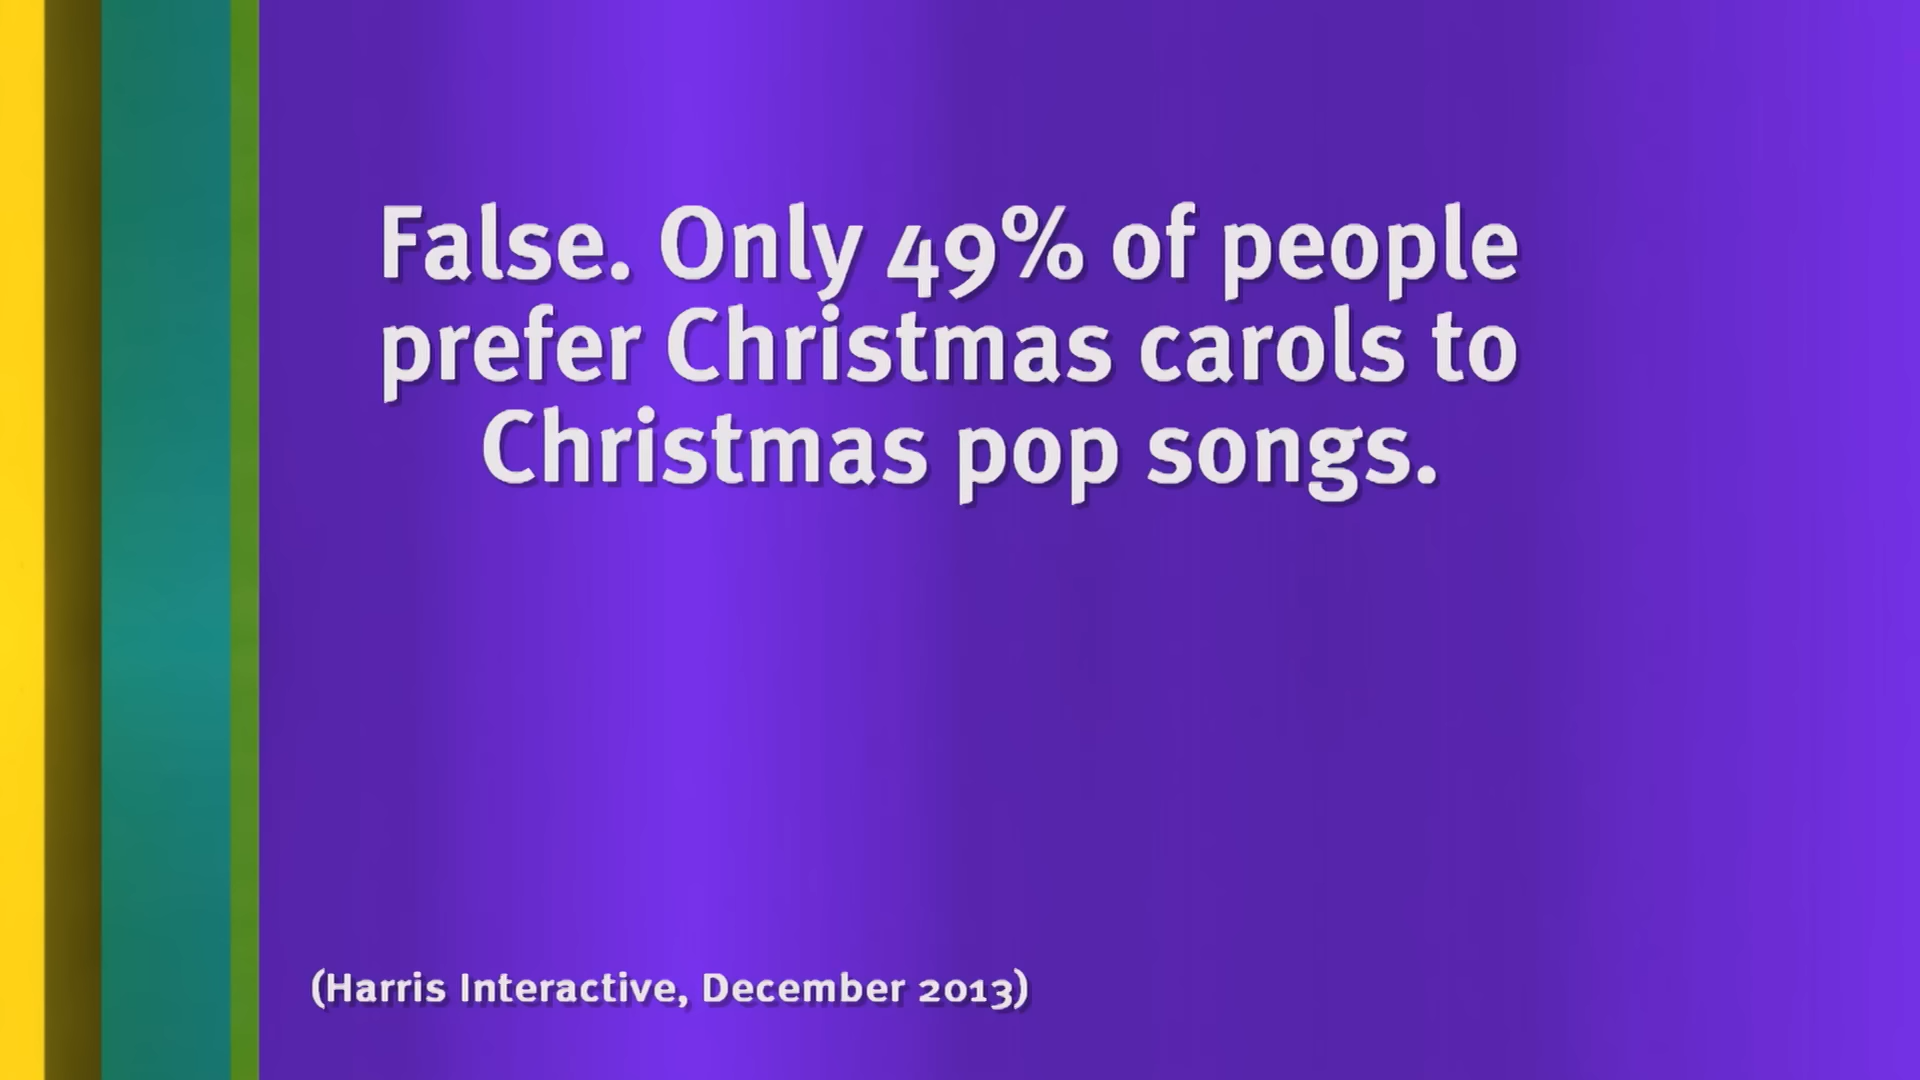 False. Only 49% of people
prefer Christmas carols to
Christmas pop songs.
(Harris Interactive, December 2013)